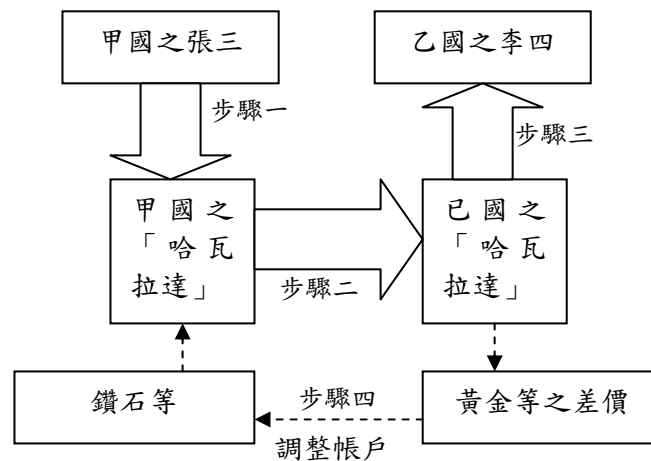 甲國之張三
乙國之李四
步驟一
步驟三
甲國之
「哈瓦
拉達」
已國之
「哈瓦
拉達」
步驟二
鑽石等
步驟四
調整帳戶
黃金等之差價